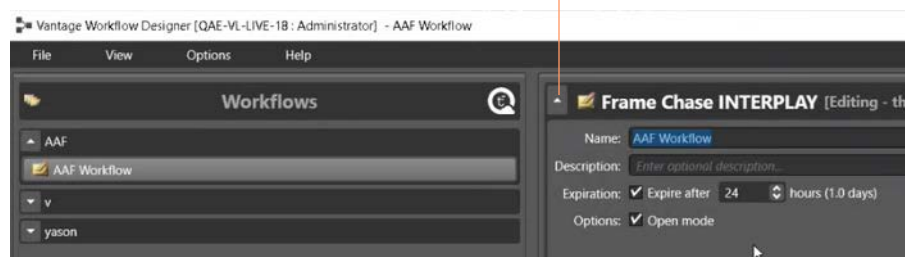 Vantage Workflow Designer [QAE-VL-LIVE-18 : Administrator] - AAF Workflow
File View Options Help
Workflows
AAF
AAF Workflow
v
yason
Frame Chase INTERPLAY [Editing - th
Name: AAF Workflow
Description: Enter optional description...
Expiration: Expire after 24 hours (1.0 days)
Options: Open mode